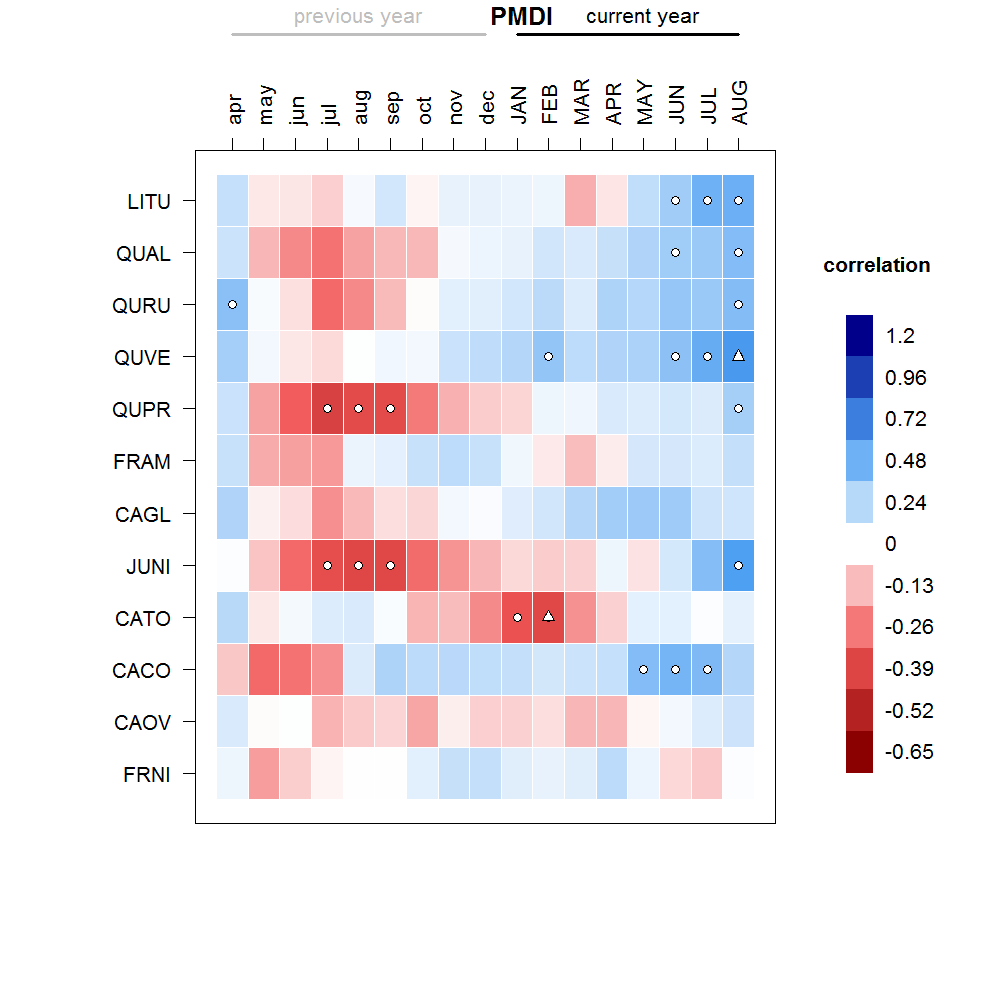 previous year PMDI current year
apr may jun jul aug sep oct nov dec JAN FEB MAR APR MAY JUN JUL AUG
LITU
QUAL
QURU
QUVE
QUPR
FRAM
CAGL
JUNI
CATO
CACO
CAOV
FRNI
correlation
1.2
0.96
0.72
0.48
0.24
0
-0.13
-0.26
-0.39
-0.52
-0.65